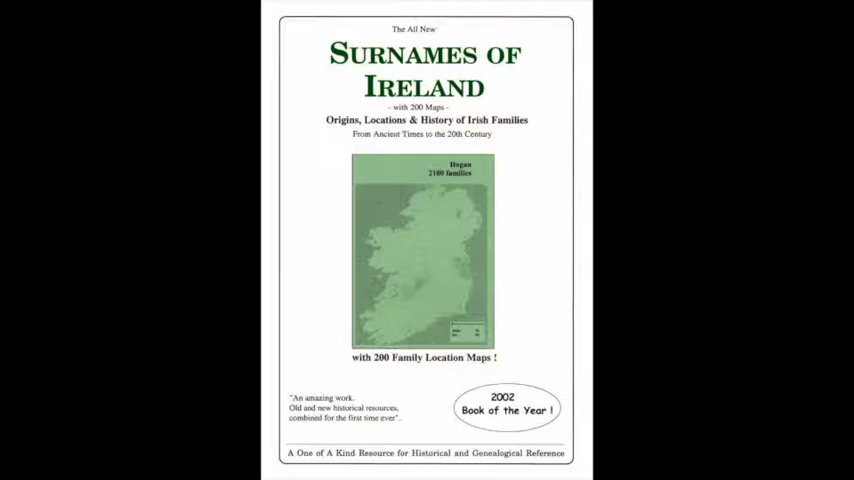 The All New
SURNAMES OF
IRELAND
- with 200 Maps -
Origins, Locations & History of Irish Families
From Ancient Times to the 20th Century
Hogan
2100 families
with 200 Family Location Maps !
"An amazing work.
Old and new historical resources,
combined for the first time ever"..
2002
Book of the Year !
A One of A Kind Resource for Historical and Genealogical Reference